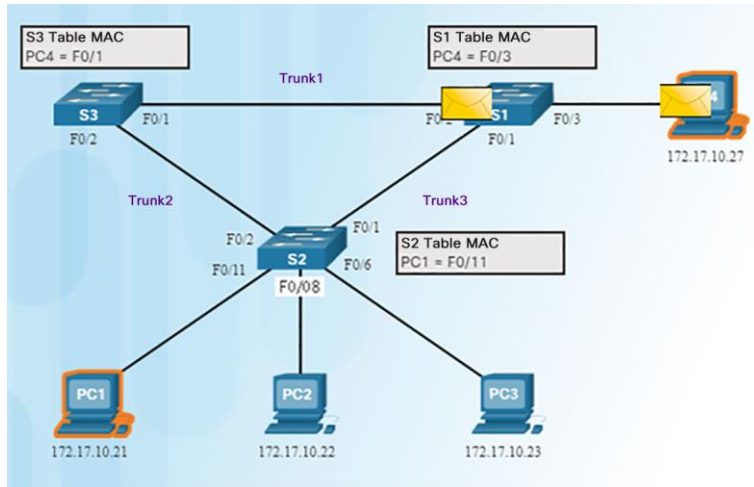 S3 Table MAC
PC4 = F0/1
S1 Table MAC
PC4 = F0/3
Trunk1
S3
F0/1
S1
F0/3
F0/2
F0/1
172.17.10.27
Trunk2
Trunk3
F0/2
F0/1
S2
S2 Table MAC
PC1 = F0/11
F0/11
F0/6
F0/08
PC1
PC2
PC3
172.17.10.21
172.17.10.22
172.17.10.23